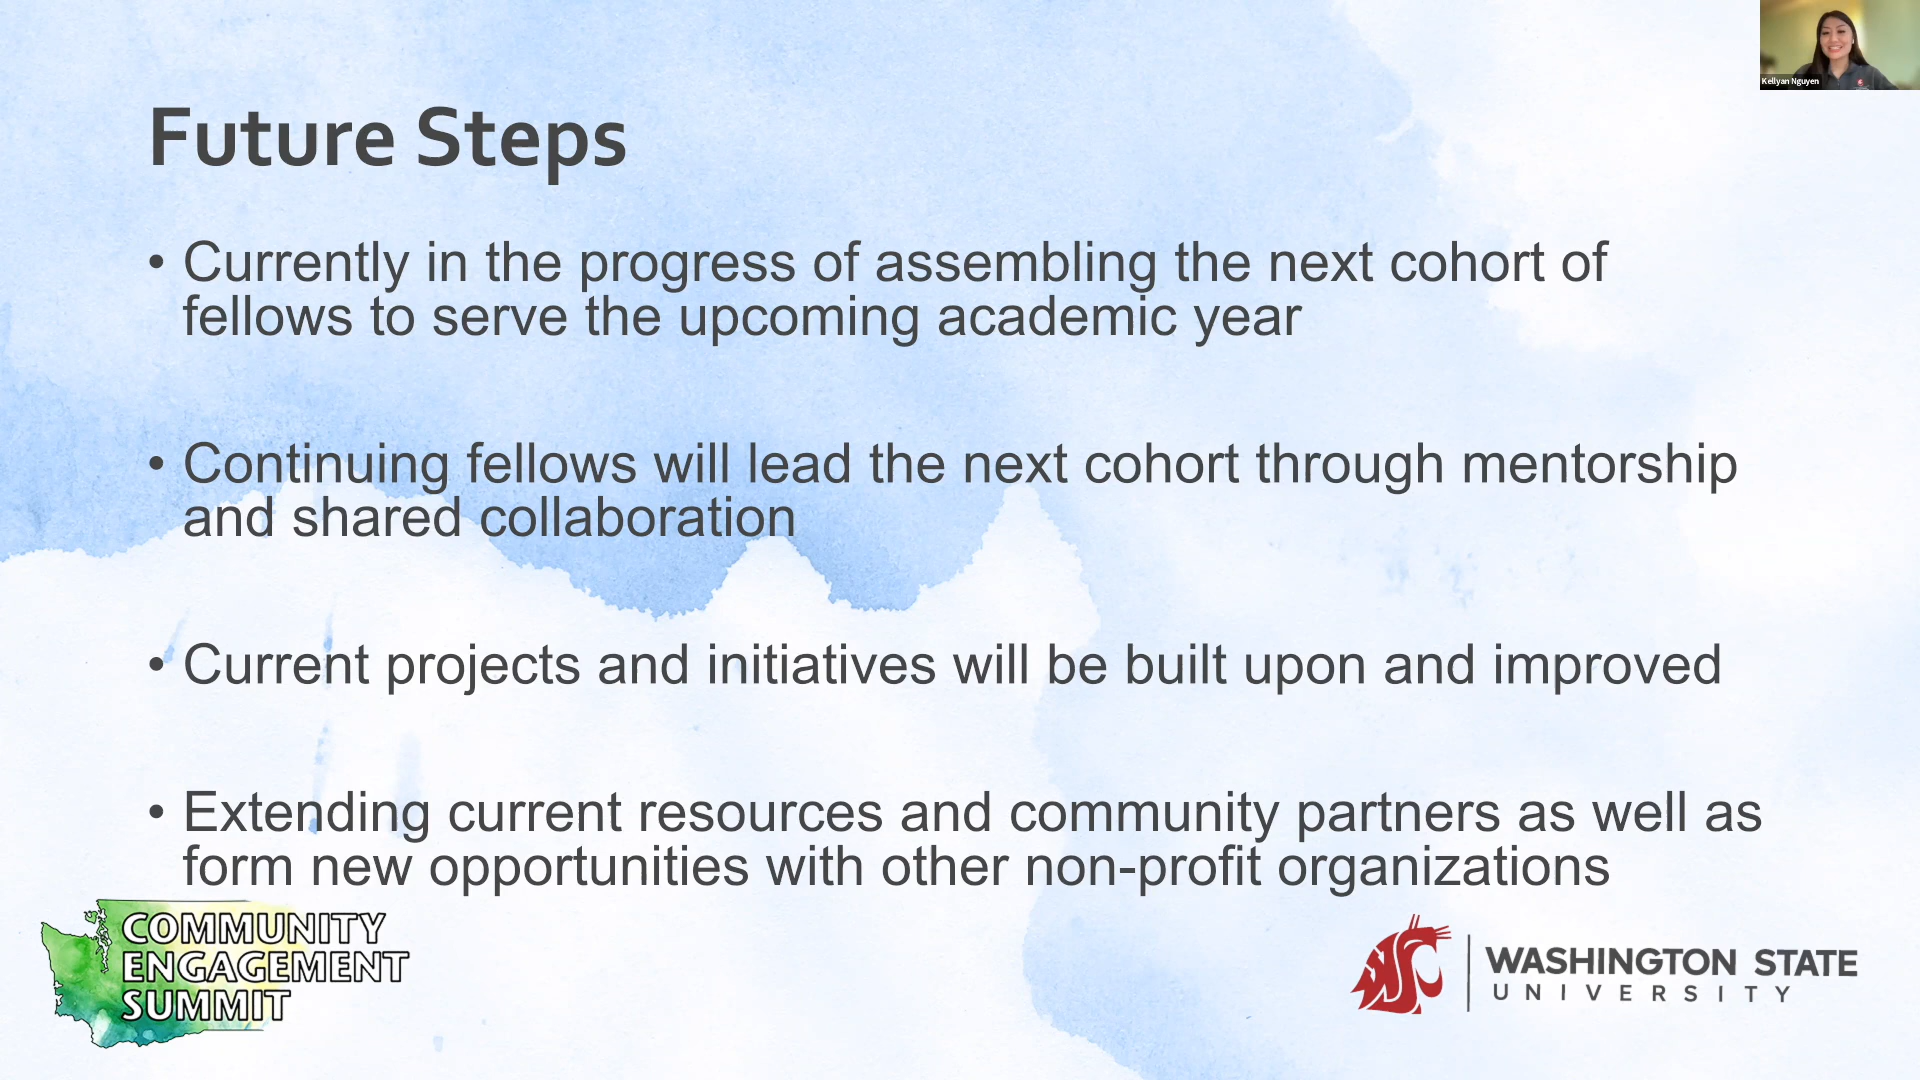 Kellyan Nguyen
Future Steps
• Currently in the progress of assembling the next cohort of
fellows to serve the upcoming academic year
• Continuing fellows will lead the next cohort through mentorship
and shared collaboration
• Current projects and initiatives will be built upon and improved
• Extending current resources and community partners as well as
form new opportunities with other non-profit organizations
COMMUNITY
ENGAGEMENT
SUMMIT
WASHINGTON STATE
UNIVERSITY